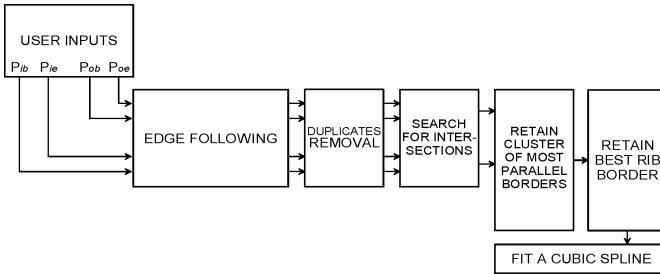 USER INPUTS
Pib Pie Pob Poe
EDGE FOLLOWING
DUPLICATES
REMOVAL
SEARCH
FOR INTER-
SECTIONS
RETAIN
CLUSTER
OF MOST
PARALLEL
BORDERS
RETAIN
BEST RIB
BORDER
FIT A CUBIC SPLINE